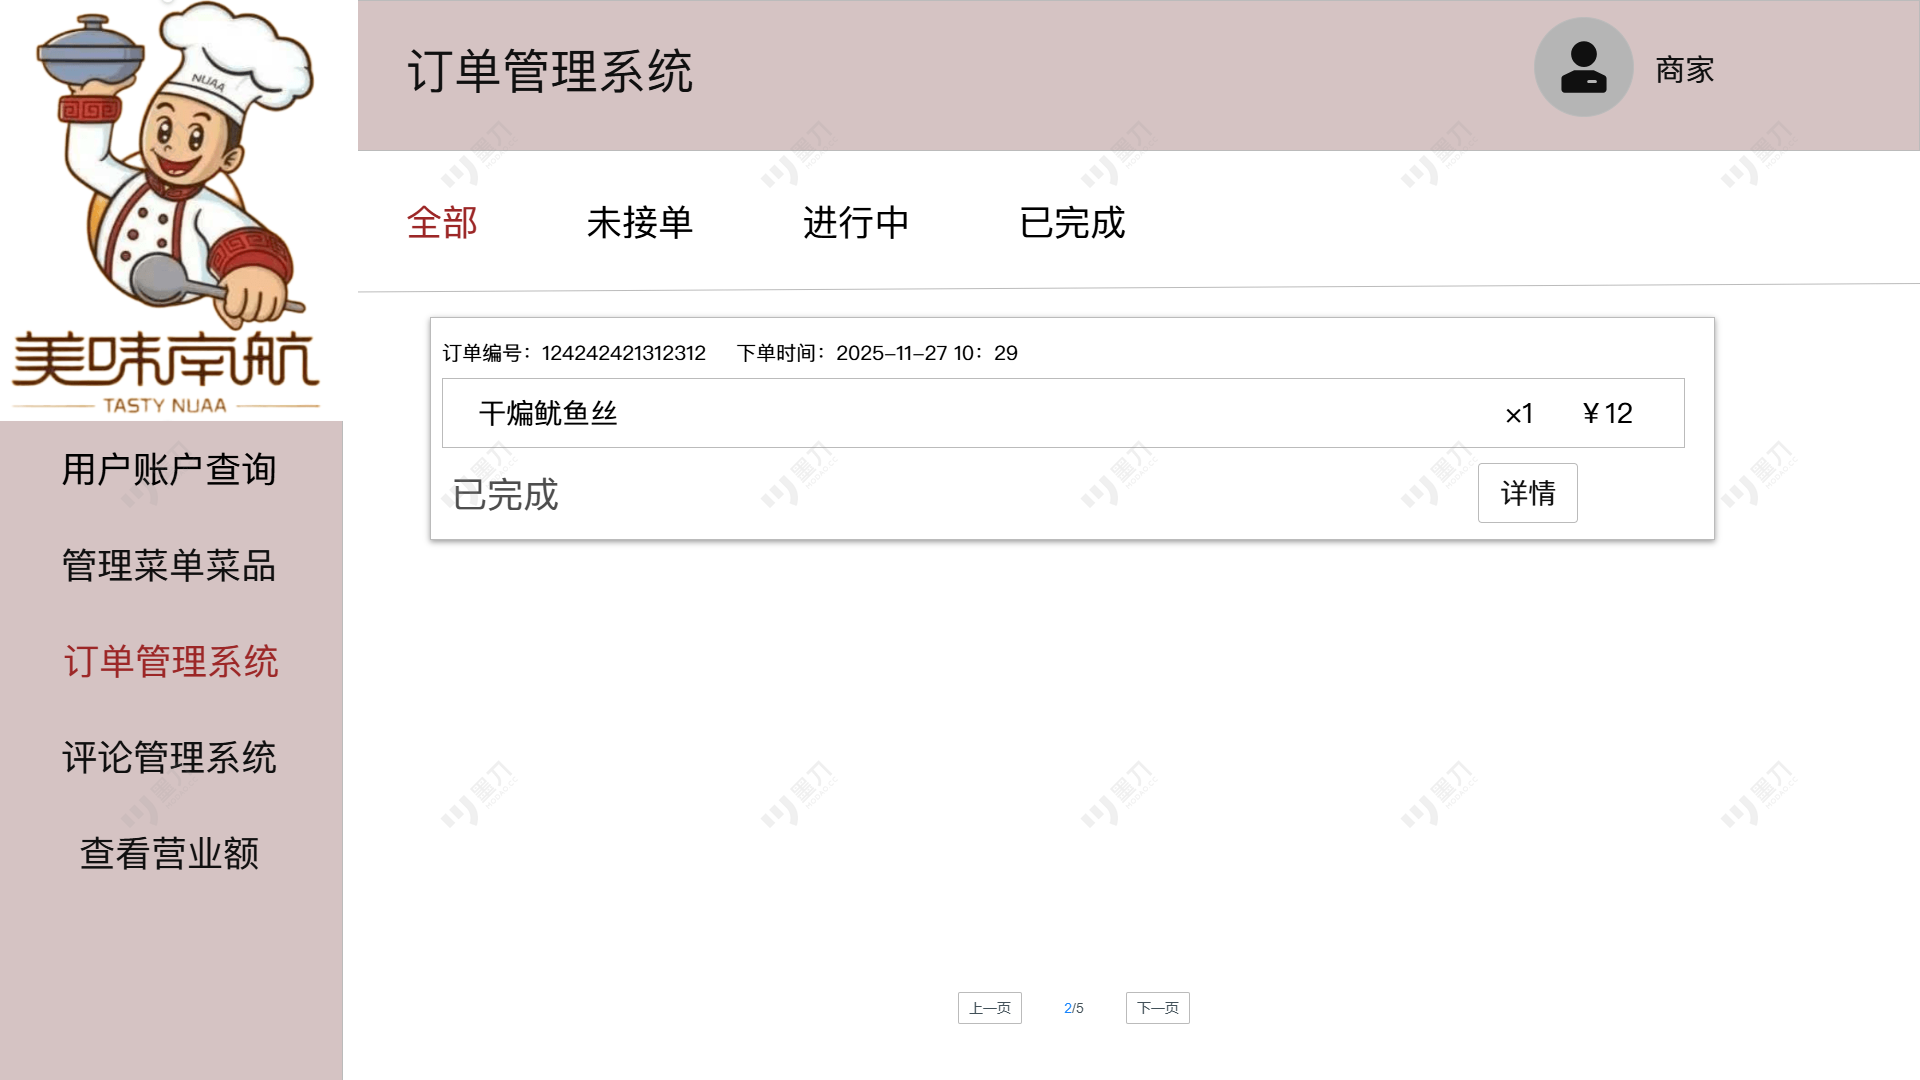 NUAA
美味南航
TASTY NUAA
用户账户查询
管理菜单菜品
订单管理系统
评论管理系统
查看营业额
订单管理系统
商家
全部 未接单 进行中 已完成
订单编号：124242421312312 下单时间：2025-11-27 10：29
干煸鱿鱼丝 ×1 ￥12
已完成 详情
上一页 2/5 下一页
墨刀